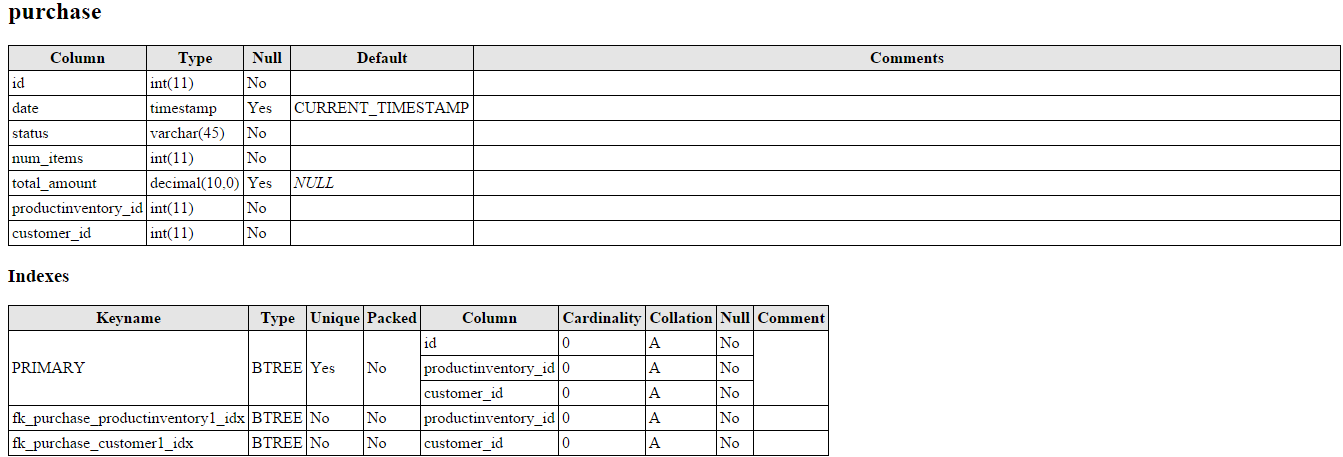 purchase
Column Type Null Default Comments
id int(11) No
date timestamp Yes CURRENT_TIMESTAMP
status varchar(45) No
num_items int(11) No
total_amount decimal(10,0) Yes NULL
productinventory_id int(11) No
customer_id int(11) No
Indexes
Keyname Type Unique Packed Column Cardinality Collation Null Comment
PRIMARY BTREE Yes No id 0 A No
productinventory_id 0 A No
customer_id 0 A No
fk_purchase_productinventory1_idx BTREE No No productinventory_id 0 A No
fk_purchase_customer1_idx BTREE No No customer_id 0 A No